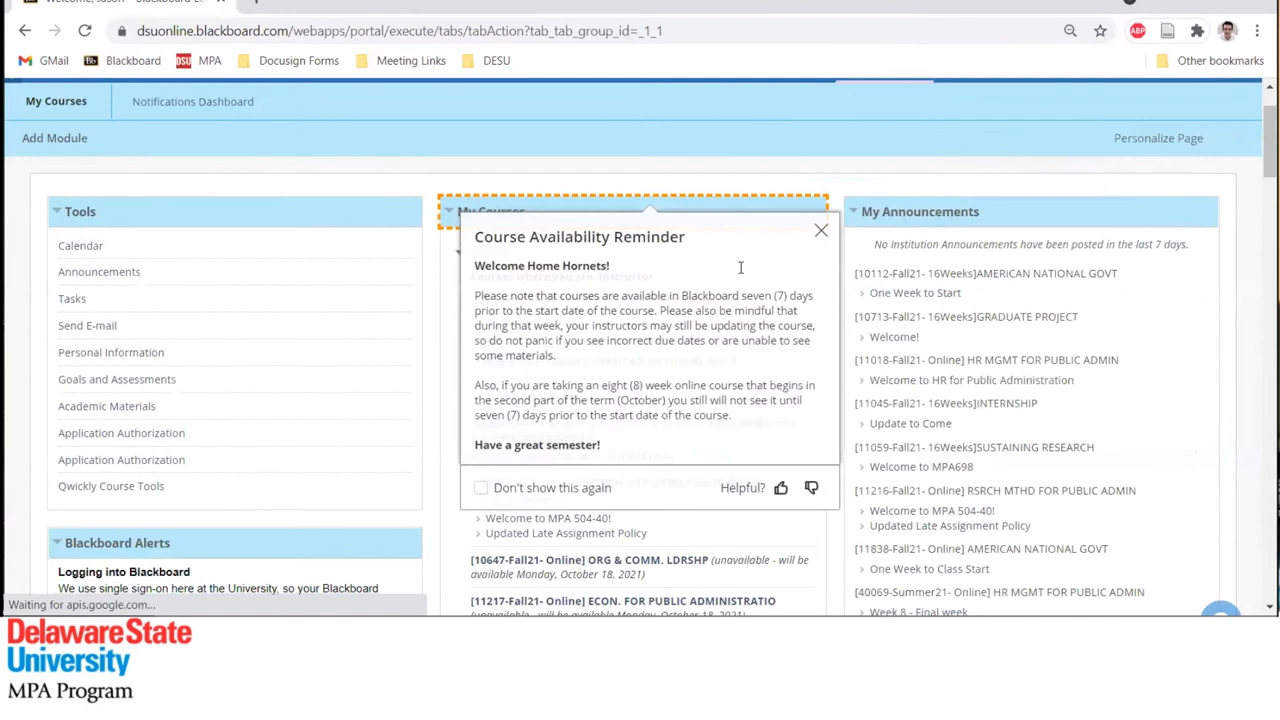 dsuonline.blackboard.com/webapps/portal/execute/tabs/tabAction?tab_tab_group_id=_1_1
ABP
GMail
Bb Blackboard
DSU MPA
Docusign Forms
Meeting Links
DESU
Other bookmarks
My Courses
Notifications Dashboard
Add Module
Personalize Page
Tools
Calendar
Announcements
Tasks
Send E-mail
Personal Information
Goals and Assessments
Academic Materials
Application Authorization
Application Authorization
Qwickly Course Tools
Blackboard Alerts
Logging into Blackboard
We use single sign-on here at the University, so your Blackboard
Waiting for apis.google.com...
My Courses
Course Availability Reminder
Welcome Home Hornets!
Please note that courses are available in Blackboard seven (7) days
prior to the start date of the course. Please also be mindful that
during that week, your instructors may still be updating the course,
so do not panic if you see incorrect due dates or are unable to see
some materials.
Also, if you are taking an eight (8) week online course that begins in
the second part of the term (October) you still will not see it until
seven (7) days prior to the start date of the course.
Have a great semester!
Don't show this again
Helpful?
Welcome to MPA 504-40!
Updated Late Assignment Policy
[10647-Fall21- Online] ORG & COMM. LDRSHP (unavailable - will be
available Monday, October 18, 2021)
[11217-Fall21- Online] ECON. FOR PUBLIC ADMINISTRATIO
My Announcements
No Institution Announcements have been posted in the last 7 days.
[10112-Fall21- 16Weeks]AMERICAN NATIONAL GOVT
One Week to Start
[10713-Fall21- 16Weeks]GRADUATE PROJECT
Welcome!
[11018-Fall21- Online] HR MGMT FOR PUBLIC ADMIN
Welcome to HR for Public Administration
[11045-Fall21- 16Weeks]INTERNSHIP
Update to Come
[11059-Fall21- 16Weeks]SUSTAINING RESEARCH
Welcome to MPA698
[11216-Fall21- Online] RSRCH MTHD FOR PUBLIC ADMIN
Welcome to MPA 504-40!
Updated Late Assignment Policy
[11838-Fall21- Online] AMERICAN NATIONAL GOVT
One Week to Class Start
[40069-Summer21- Online] HR MGMT FOR PUBLIC ADMIN
Week 8 - Final week
Delaware State
University
MPA Program